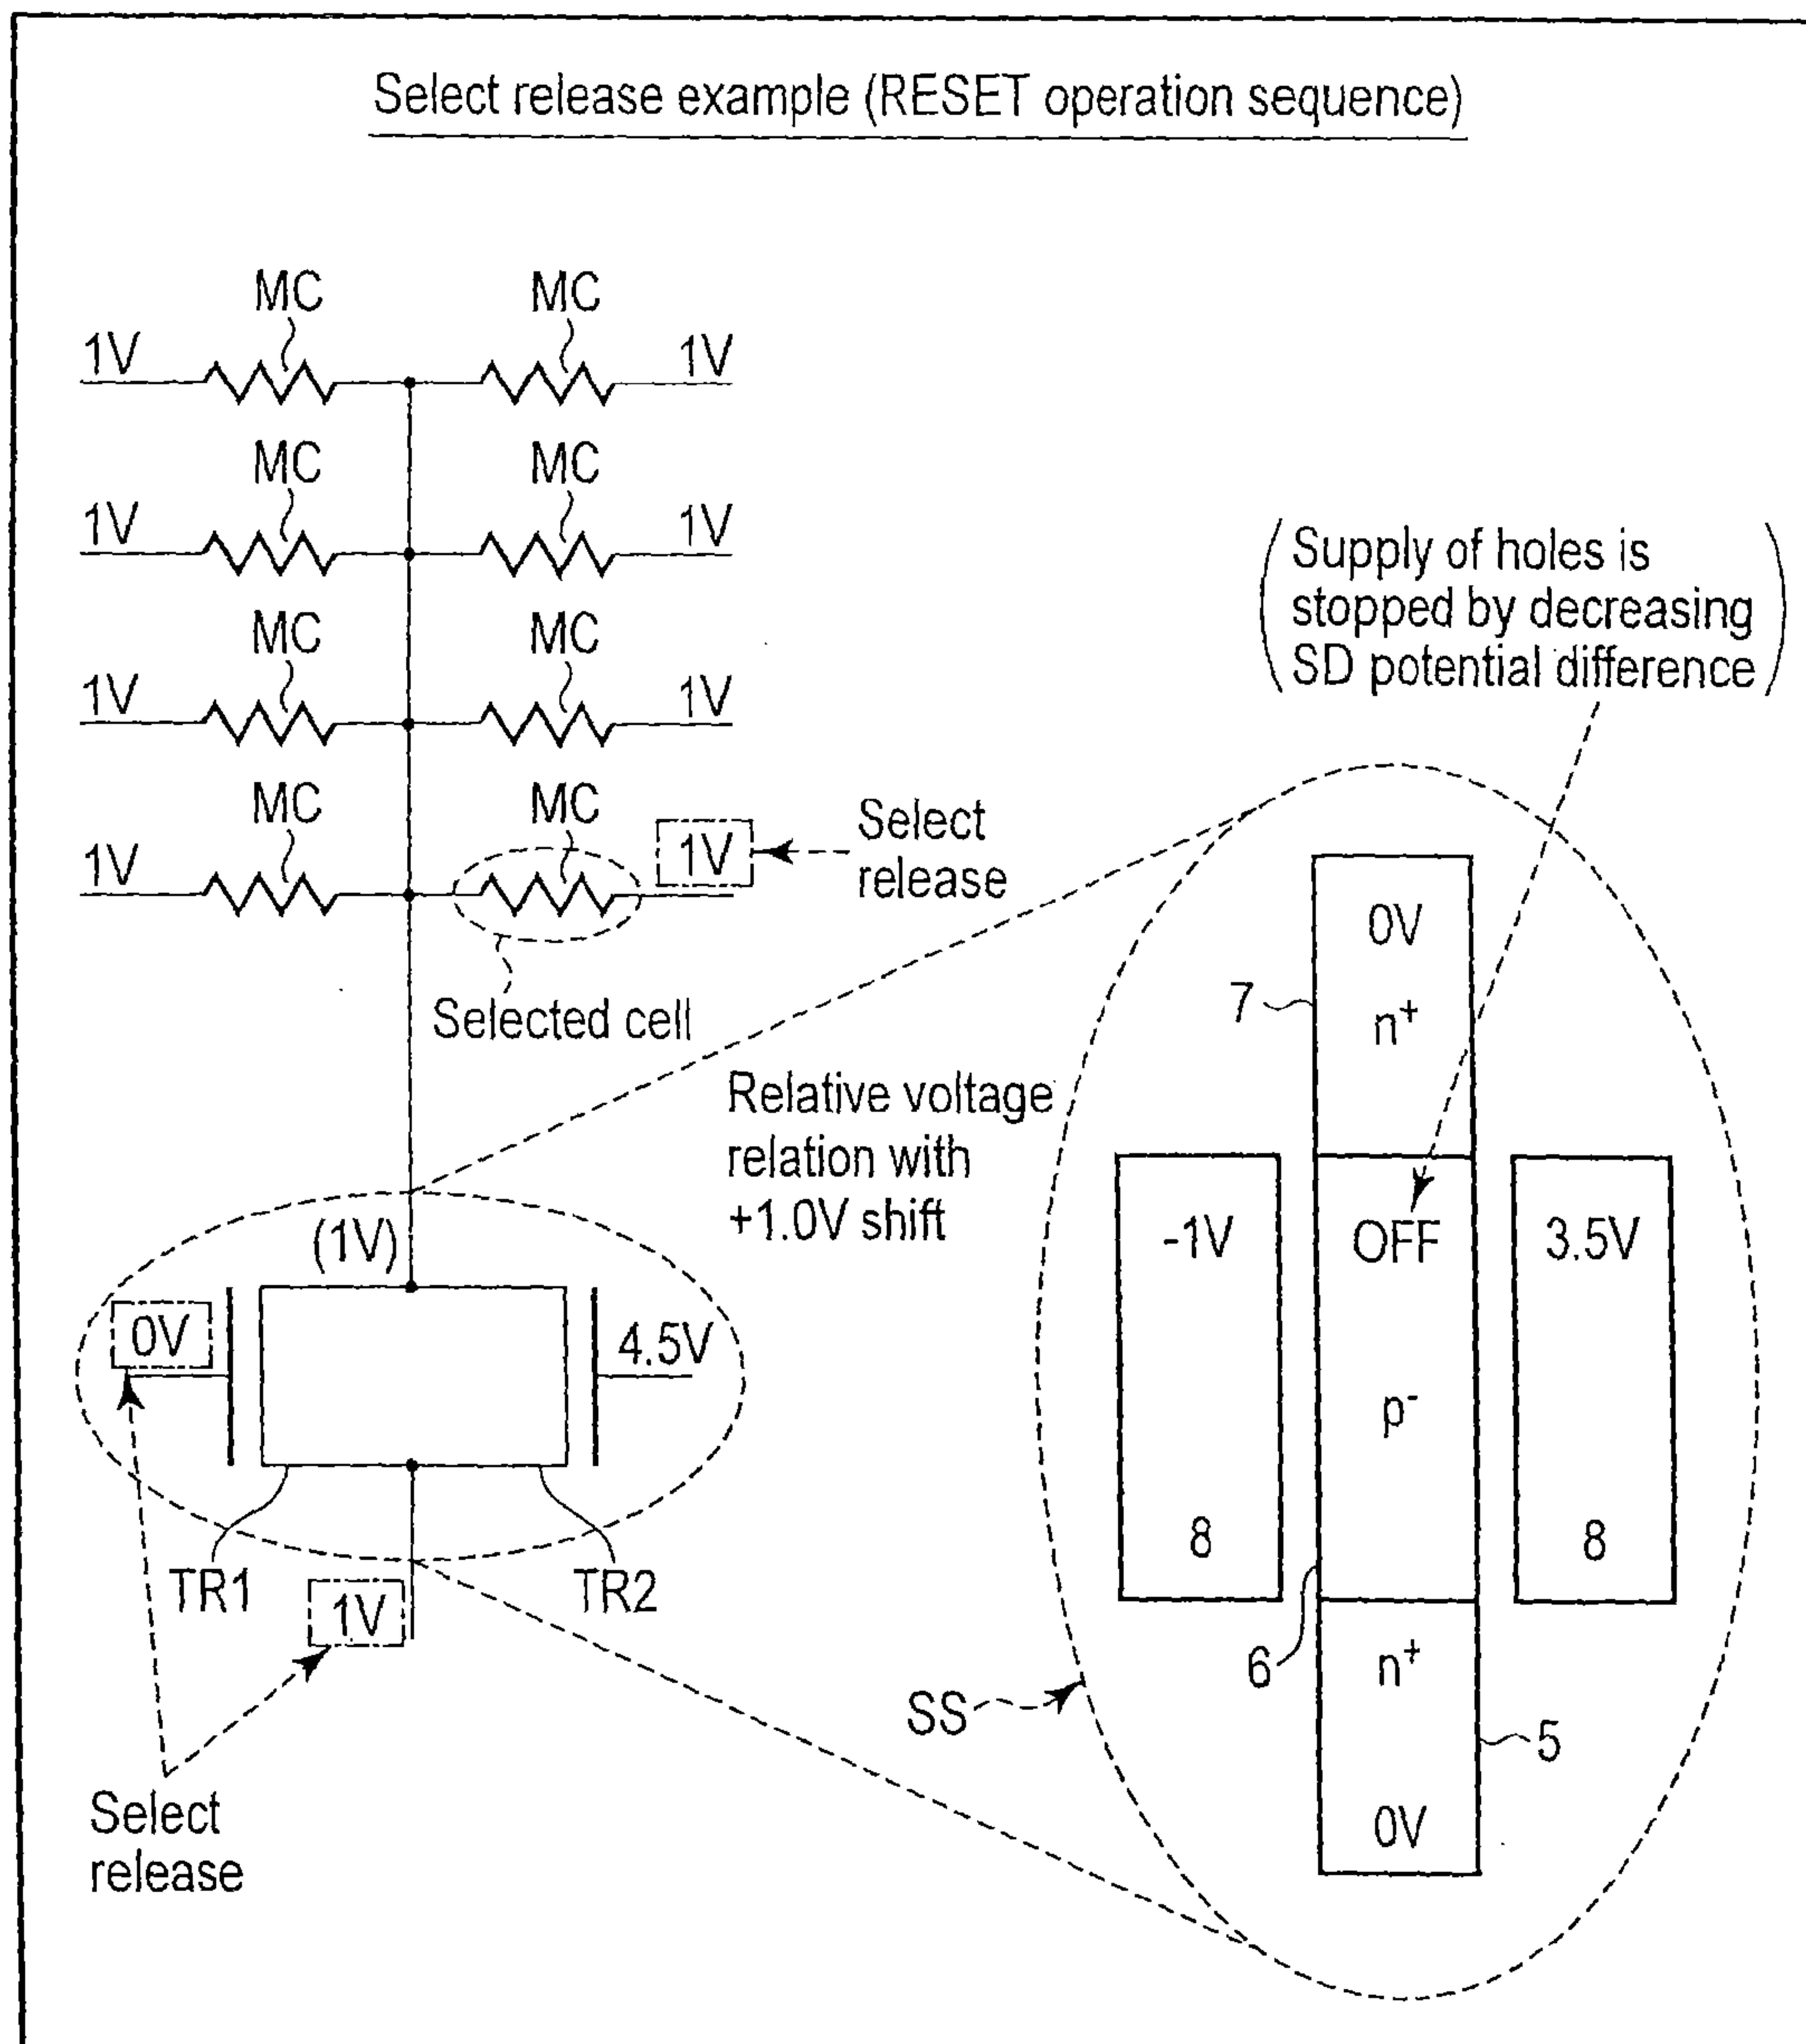 Select release example (RESET operation sequence)
MC MC
1V 1V
MC MC
1V 1V
MC MC
1V 1V
MC MC
1V 1V
Select
release
Selected cell
(Supply of holes is
stopped by decreasing
SD potential difference)
Relative voltage
relation with
+1.0V shift
(1V)
0V 4.5V
TR1 TR2
1V
Select
release
0V
7
n+
-1V OFF 3.5V
p-
8 8
6
n+
SS
5
0V